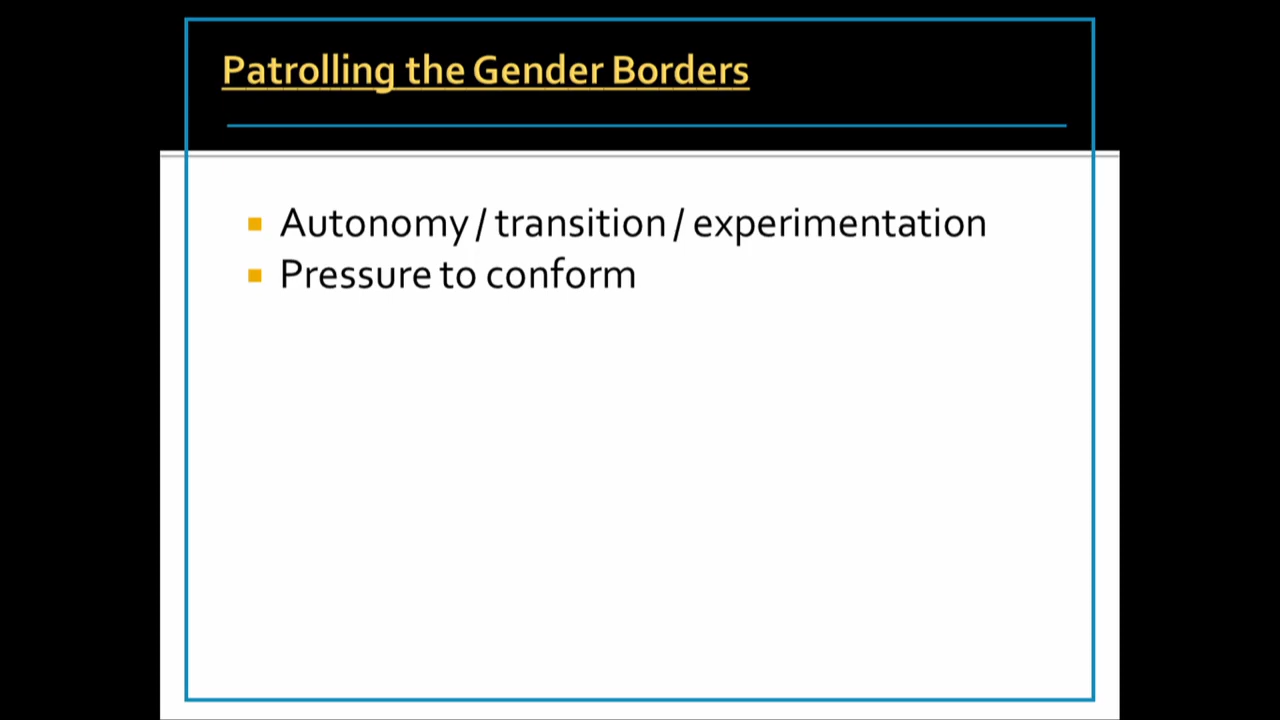 Patrolling the Gender Borders
Autonomy / transition / experimentation
Pressure to conform